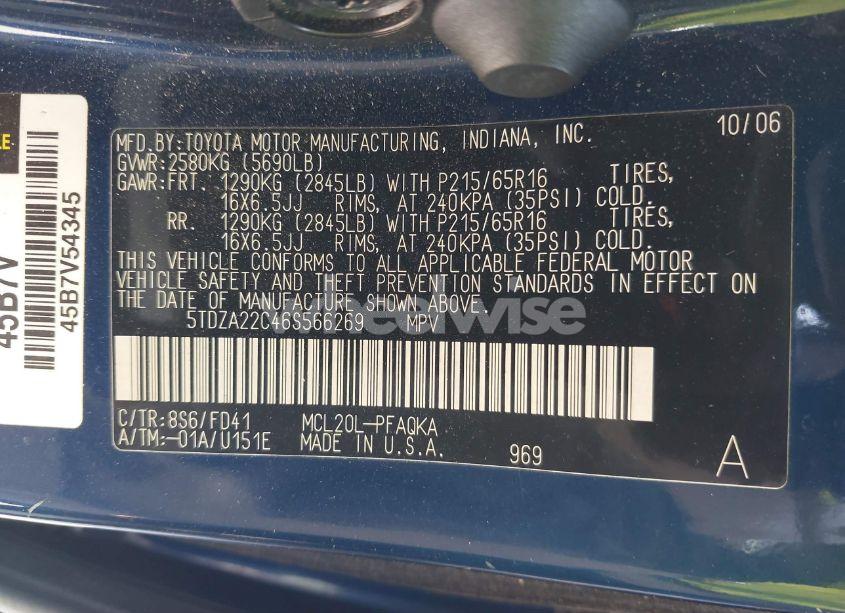 10/06
MFD.BY:TOYOTA MOTOR MANUFACTURING, INDIANA, INC.
GVWR:2580KG (5690LB)
GAWR:FRT. 1290KG (2845LB) WITH P215/65R16 TIRES,
16X6.5JJ RIMS, AT 240KPA (35PSI) COLD.
RR. 1290KG (2845LB) WITH P215/65R16 TIRES,
16X6.5JJ RIMS, AT 240KPA (35PSI) COLD.
THIS VEHICLE CONFORMS TO ALL APPLICABLE FEDERAL MOTOR
VEHICLE SAFETY AND THEFT PREVENTION STANDARDS IN EFFECT ON
THE DATE OF MANUFACTURE SHOWN ABOVE.
5TDZA22C46S566269 MPV
C/TR:8S6/FD41 MCL20L-PFAQKA
A/TM:-01A/U151E MADE IN U.S.A. 969 A
45B7V
45B7V54345
wheelwise